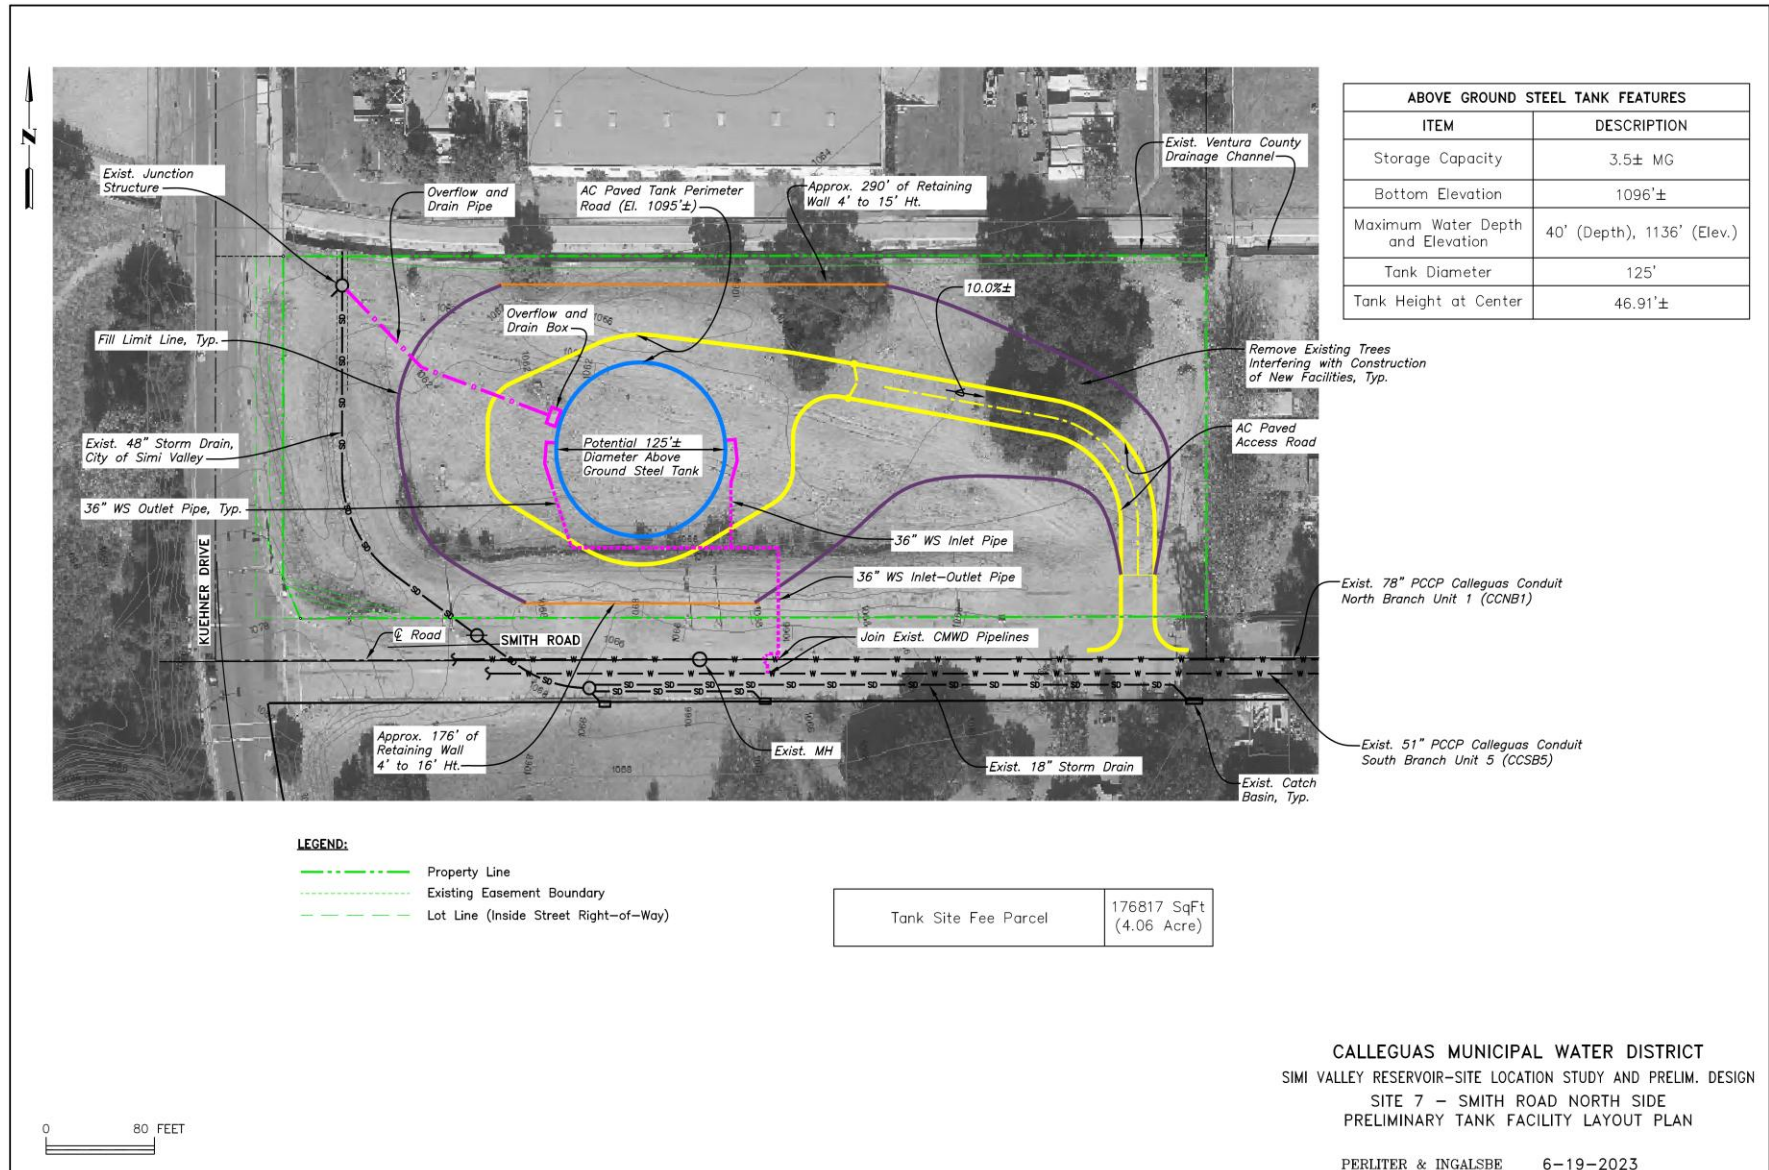 N
Exist. Junction
Structure
Overflow and
Drain Pipe
AC Paved Tank Perimeter
Road (El. 1095'±)
Approx. 290' of Retaining
Wall 4' to 15' Ht.
Exist. Ventura County
Drainage Channel
1064
10.0%±
Overflow and
Drain Box
Fill Limit Line, Typ.
Remove Existing Trees
Interfering with Construction
of New Facilities, Typ.
AC Paved
Access Road
Exist. 48" Storm Drain,
City of Simi Valley
Potential 125'±
Diameter Above
Ground Steel Tank
36" WS Outlet Pipe, Typ.
36" WS Inlet Pipe
36" WS Inlet-Outlet Pipe
Exist. 78" PCCP Calleguas Conduit
North Branch Unit 1 (CCNB1)
KUEHNER DRIVE
℄ Road
SMITH ROAD
Join Exist. CMWD Pipelines
Approx. 176' of
Retaining Wall
4' to 16' Ht.
Exist. MH
Exist. 18" Storm Drain
Exist. 51" PCCP Calleguas Conduit
South Branch Unit 5 (CCSB5)
Exist. Catch
Basin, Typ.
ABOVE GROUND STEEL TANK FEATURES
ITEM DESCRIPTION
Storage Capacity 3.5± MG
Bottom Elevation 1096'±
Maximum Water Depth
and Elevation 40' (Depth), 1136' (Elev.)
Tank Diameter 125'
Tank Height at Center 46.91'±
LEGEND:
Property Line
Existing Easement Boundary
Lot Line (Inside Street Right-of-Way)
Tank Site Fee Parcel 176817 SqFt
(4.06 Acre)
CALLEGUAS MUNICIPAL WATER DISTRICT
SIMI VALLEY RESERVOIR-SITE LOCATION STUDY AND PRELIM. DESIGN
SITE 7 - SMITH ROAD NORTH SIDE
PRELIMINARY TANK FACILITY LAYOUT PLAN
0 80 FEET
PERLITER & INGALSBE 6-19-2023